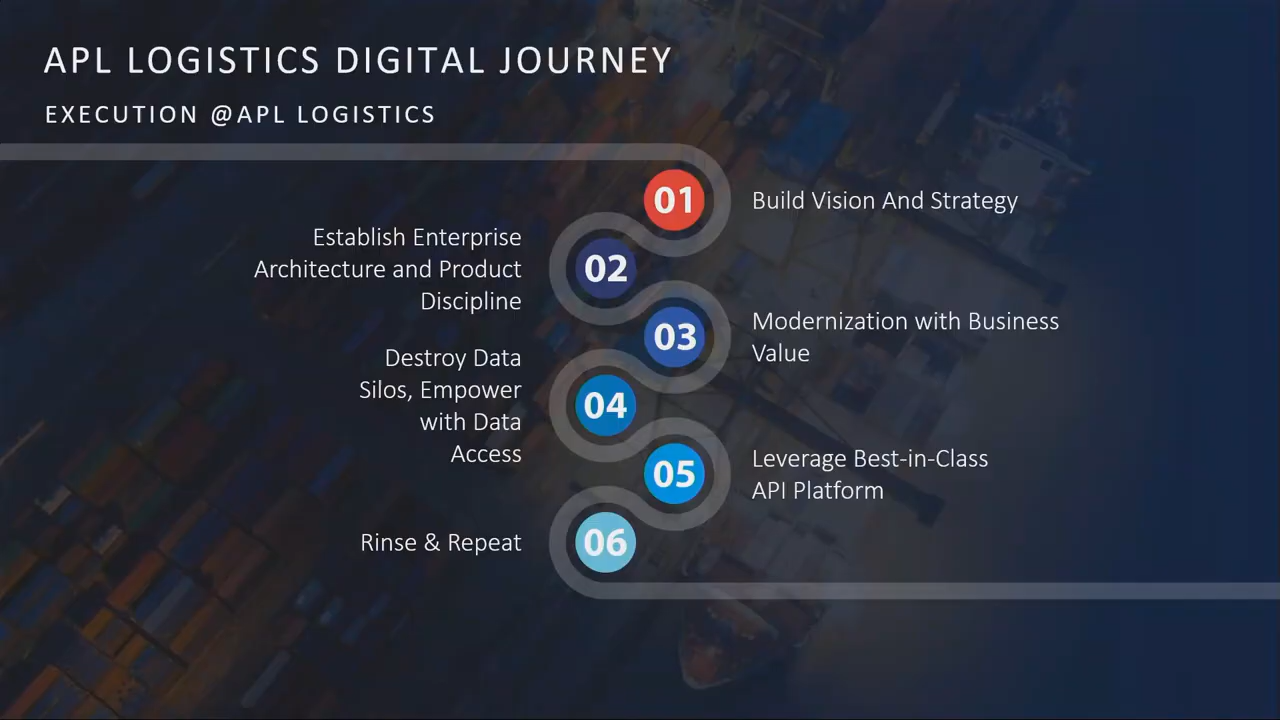 APL LOGISTICS DIGITAL JOURNEY
EXECUTION @APL LOGISTICS
01
Build Vision And Strategy
02
Establish Enterprise
Architecture and Product
Discipline
03
Modernization with Business
Value
04
Destroy Data
Silos, Empower
with Data
Access
05
Leverage Best-in-Class
API Platform
06
Rinse & Repeat